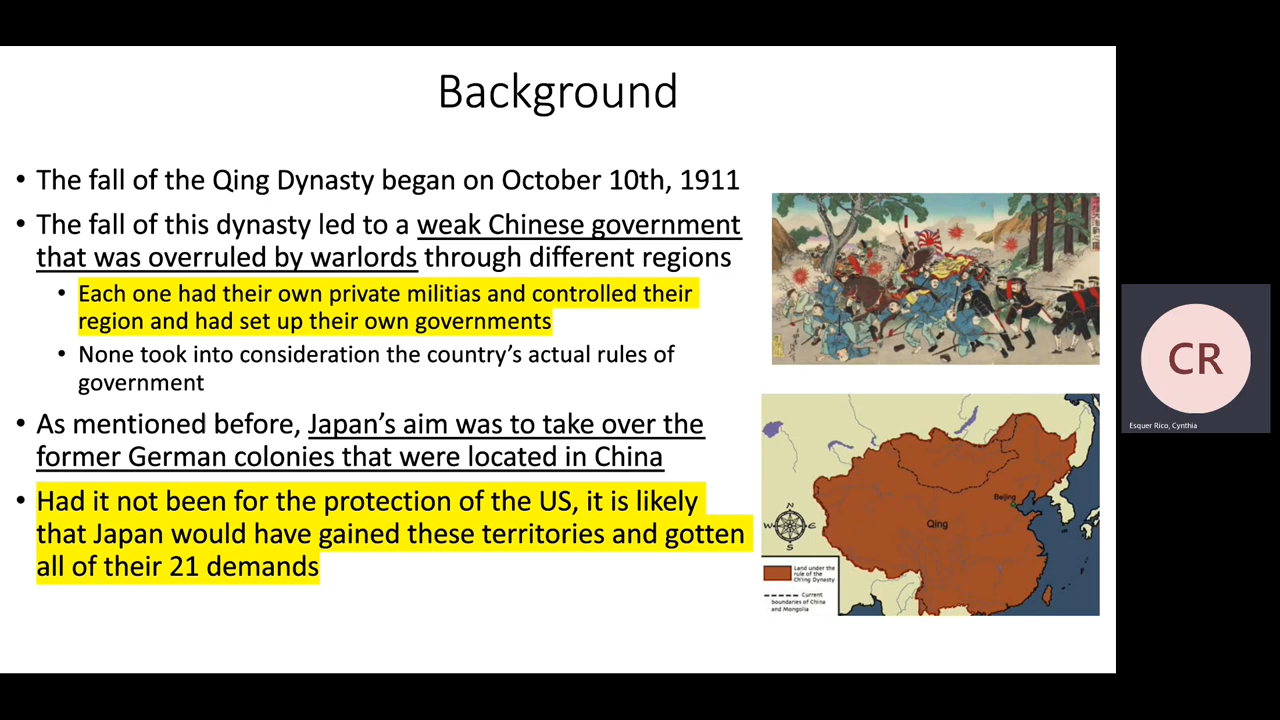 Background
• The fall of the Qing Dynasty began on October 10th, 1911
• The fall of this dynasty led to a weak Chinese government
that was overruled by warlords through different regions
• Each one had their own private militias and controlled their
region and had set up their own governments
• None took into consideration the country's actual rules of
government
• As mentioned before, Japan's aim was to take over the
former German colonies that were located in China
• Had it not been for the protection of the US, it is likely
that Japan would have gained these territories and gotten
all of their 21 demands
Beijing
Qing
N
W E
S
Land under the
rule of the
Ch'ing Dynasty
Current
boundaries of China
and Mongolia
CR
Esquer Rico, Cynthia